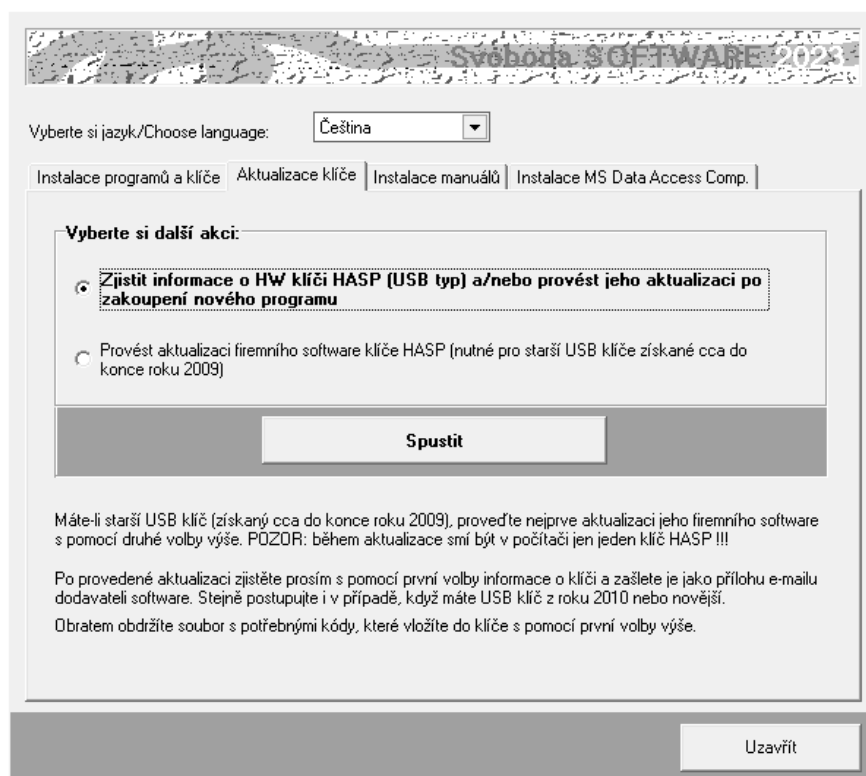 Svoboda SOFTWARE 2023
Vyberte si jazyk/Choose language: Čeština
Instalace programů a klíče Aktualizace klíče Instalace manuálů Instalace MS Data Access Comp.
Vyberte si další akci:
Zjistit informace o HW klíči HASP (USB typ) a/nebo provést jeho aktualizaci po
zakoupení nového programu
Provést aktualizaci firemního software klíče HASP (nutné pro starší USB klíče získané cca do
konce roku 2009)
Spustit
Máte-li starší USB klíč (získaný cca do konce roku 2009), proveďte nejprve aktualizaci jeho firemního software
s pomocí druhé volby výše. POZOR: během aktualizace smí být v počítači jen jeden klíč HASP !!!
Po provedené aktualizaci zjistěte prosím s pomocí první volby informace o klíči a zašlete je jako přílohu e-mailu
dodavateli software. Stejně postupujte i v případě, když máte USB klíč z roku 2010 nebo novější.
Obratem obdržíte soubor s potřebnými kódy, které vložíte do klíče s pomocí první volby výše.
Uzavřít